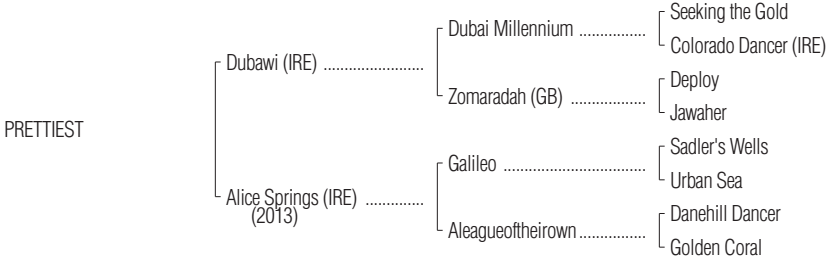 Seeking the Gold
Dubai Millennium ................
Colorado Dancer (IRE)
Dubawi (IRE) ........................
Deploy
Zomaradah (GB) ..................
Jawaher
PRETTIEST
Sadler's Wells
Galileo ..................................
Urban Sea
Alice Springs (IRE) ..............
(2013)
Danehill Dancer
Aleagueoftheirown................
Golden Coral